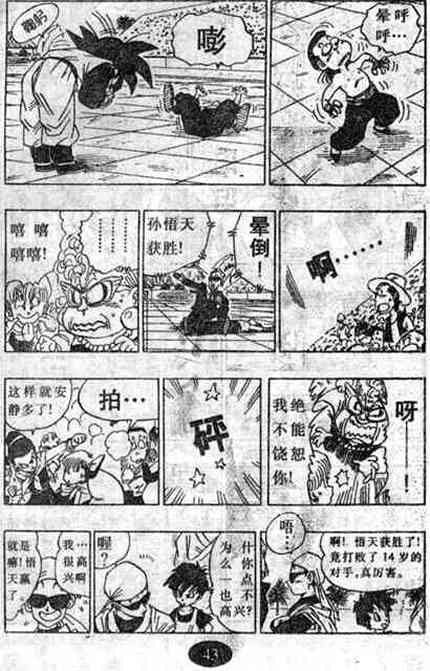 晕呼
呼…
嘭
鞠躬
啊……
晕倒！
孙悟天
获胜！
…………
嘻嘻
嘻嘻！
呀——！
我绝
不能
饶恕
你！
砰
拍…
这样就安
静多了！
唔…
啊！悟天获胜了！
竟打败了14岁的
对手，真厉害。
为什
么你
一点
也不
高兴？
喔？
我…
很高
兴啊
就是
嘛！悟
天赢
了。
43